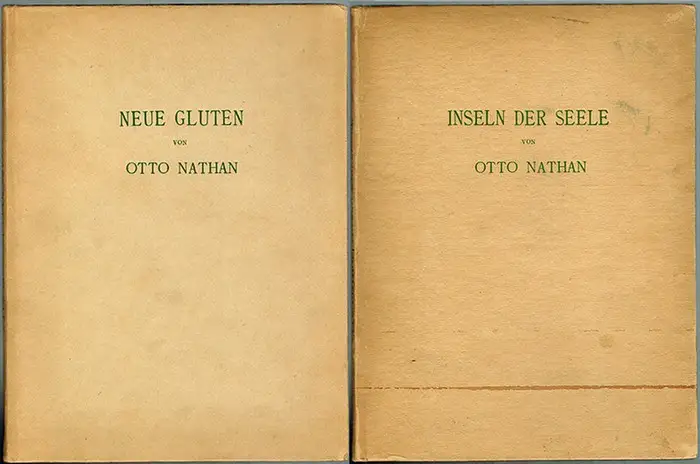 NEUE GLUTEN
VON
OTTO NATHAN
INSELN DER SEELE
VON
OTTO NATHAN